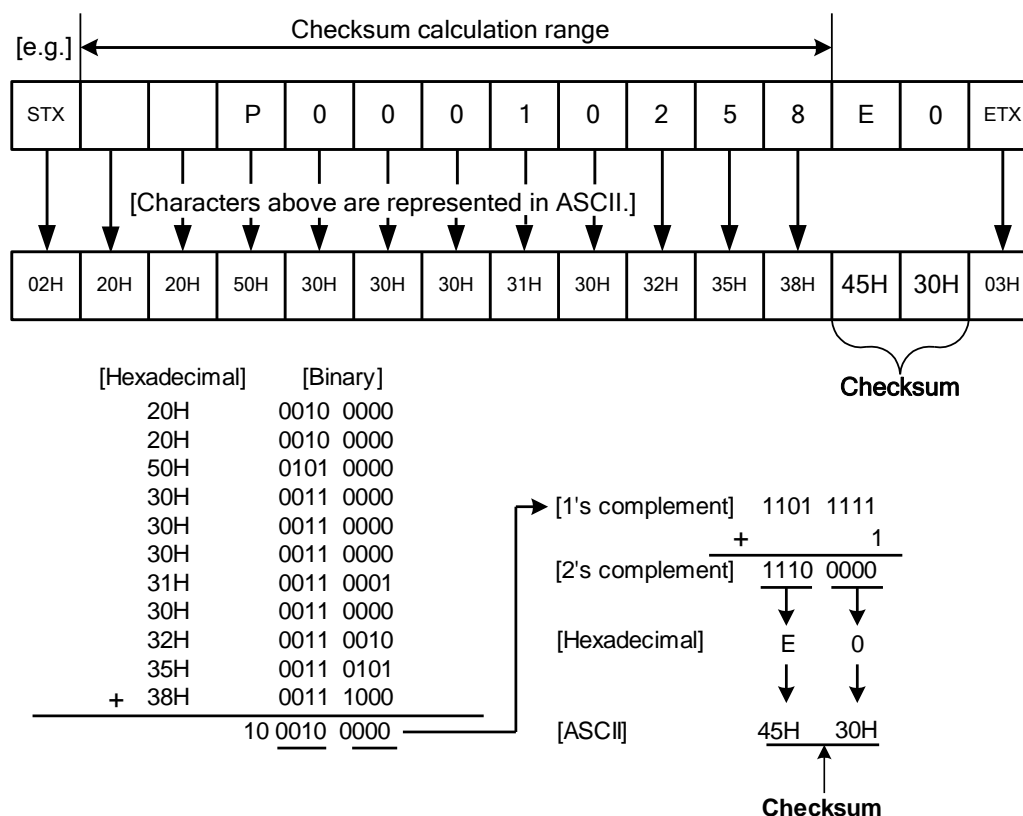 Checksum calculation range
[e.g.]
STX P 0 0 0 1 0 2 5 8 E 0 ETX
[Characters above are represented in ASCII.]
02H 20H 20H 50H 30H 30H 30H 31H 30H 32H 35H 38H 45H 30H 03H
Checksum
[Hexadecimal] [Binary]
20H 0010 0000
20H 0010 0000
50H 0101 0000
30H 0011 0000
30H 0011 0000
30H 0011 0000
31H 0011 0001
30H 0011 0000
32H 0011 0010
35H 0011 0101
+ 38H 0011 1000
10 0010 0000
[1's complement] 1101 1111
+ 1
[2's complement] 1110 0000
[Hexadecimal] E 0
[ASCII] 45H 30H
Checksum